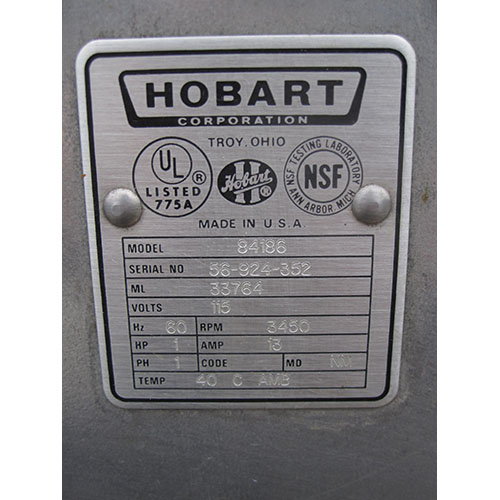 HOBART
CORPORATION
TROY, OHIO
UL ®
LISTED
775A
Hobart ®
NSF TESTING LABORATORY
NSF
ANN ARBOR, MICH
MADE IN U.S.A.
MODEL 84186
SERIAL NO 56-924-352
ML 33764
VOLTS 115
Hz 60 RPM 3450
HP 1 AMP 13
PH 1 CODE - MD
TEMP 40 C AMB